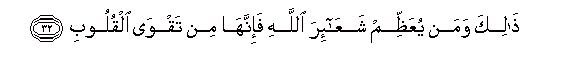 ذَٰلِكَ وَمَن يُعَظِّمْ شَعَـٰٓئِرَ ٱللَّهِ فَإِنَّهَا مِن تَقْوَى ٱلْقُلُوبِ ﴿٣٢﴾